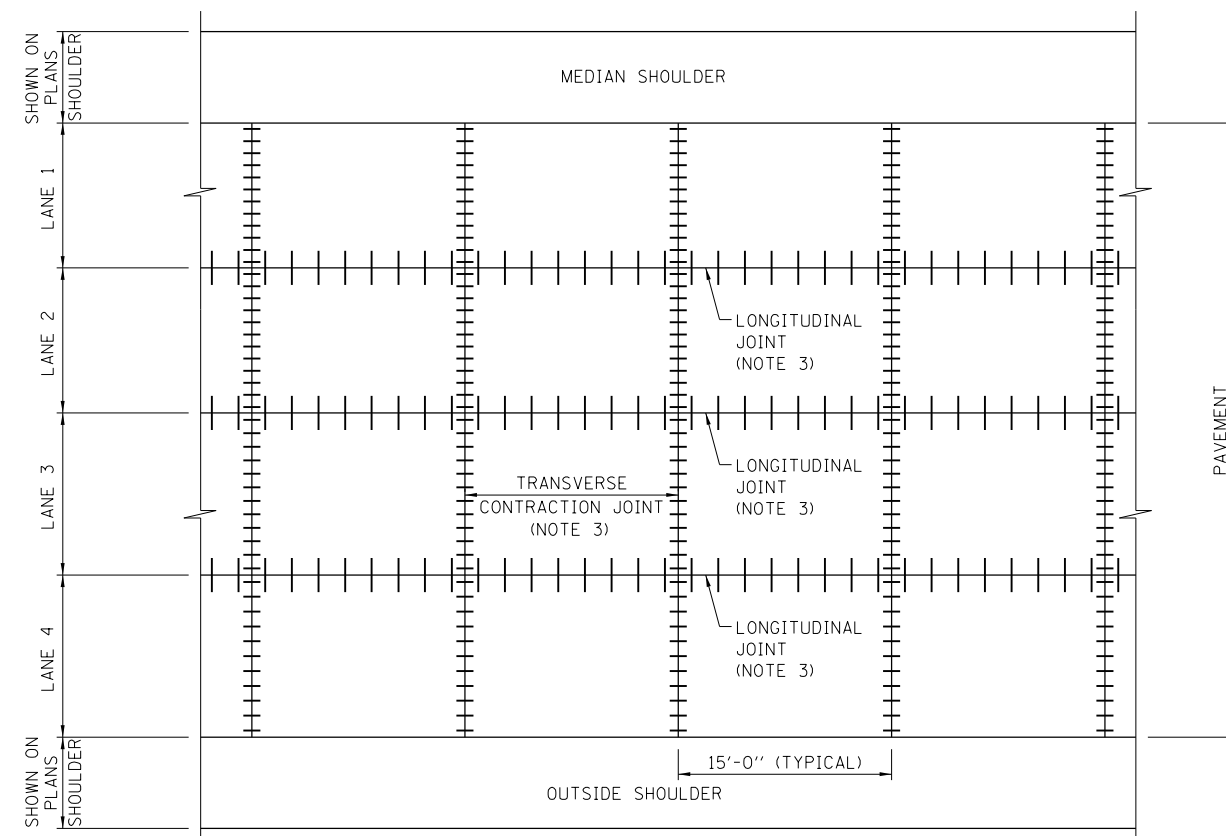 SHOWN ON
PLANS
SHOULDER
MEDIAN SHOULDER
LANE 1
LANE 2
LONGITUDINAL
JOINT
(NOTE 3)
LANE 3
LONGITUDINAL
JOINT
(NOTE 3)
TRANSVERSE
CONTRACTION JOINT
(NOTE 3)
PAVEMENT
LANE 4
LONGITUDINAL
JOINT
(NOTE 3)
SHOWN ON
PLANS
SHOULDER
15'-0'' (TYPICAL)
OUTSIDE SHOULDER